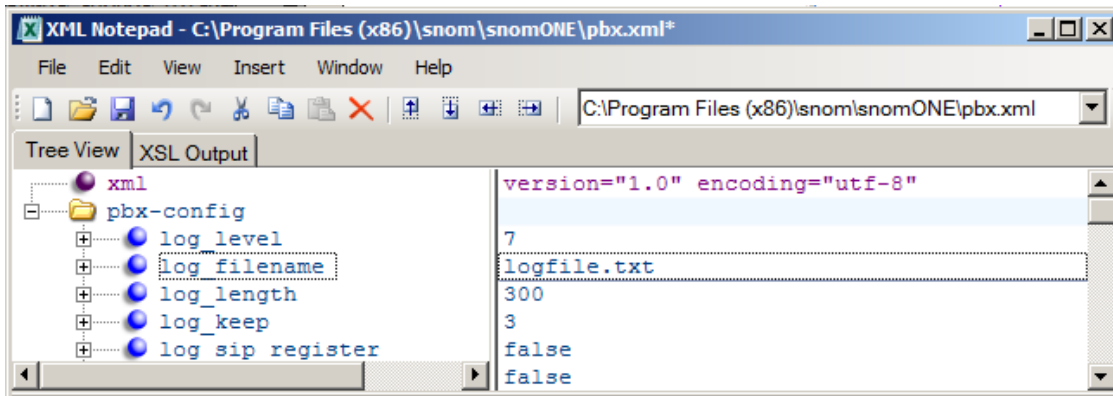 XML Notepad - C:\Program Files (x86)\snom\snomONE\pbx.xml*
File Edit View Insert Window Help
C:\Program Files (x86)\snom\snomONE\pbx.xml
Tree View XSL Output
xml version="1.0" encoding="utf-8"
pbx-config
log_level 7
log_filename logfile.txt
log_length 300
log_keep 3
log_sip_register false
false